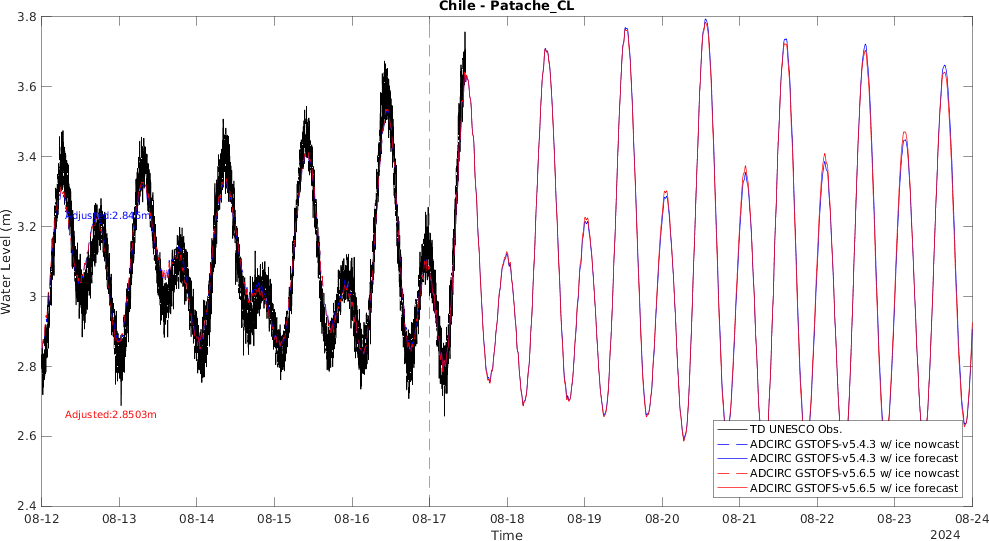 Chile - Patache_CL
3.8
3.6
3.4
3.2
3
2.8
2.6
2.4
Water Level (m)
Adjusted:2.846m
Adjusted:2.8503m
TD UNESCO Obs.
ADCIRC GSTOFS-v5.4.3 w/ ice nowcast
ADCIRC GSTOFS-v5.4.3 w/ ice forecast
ADCIRC GSTOFS-v5.6.5 w/ ice nowcast
ADCIRC GSTOFS-v5.6.5 w/ ice forecast
08-12 08-13 08-14 08-15 08-16 08-17 08-18 08-19 08-20 08-21 08-22 08-23 08-24
Time
2024